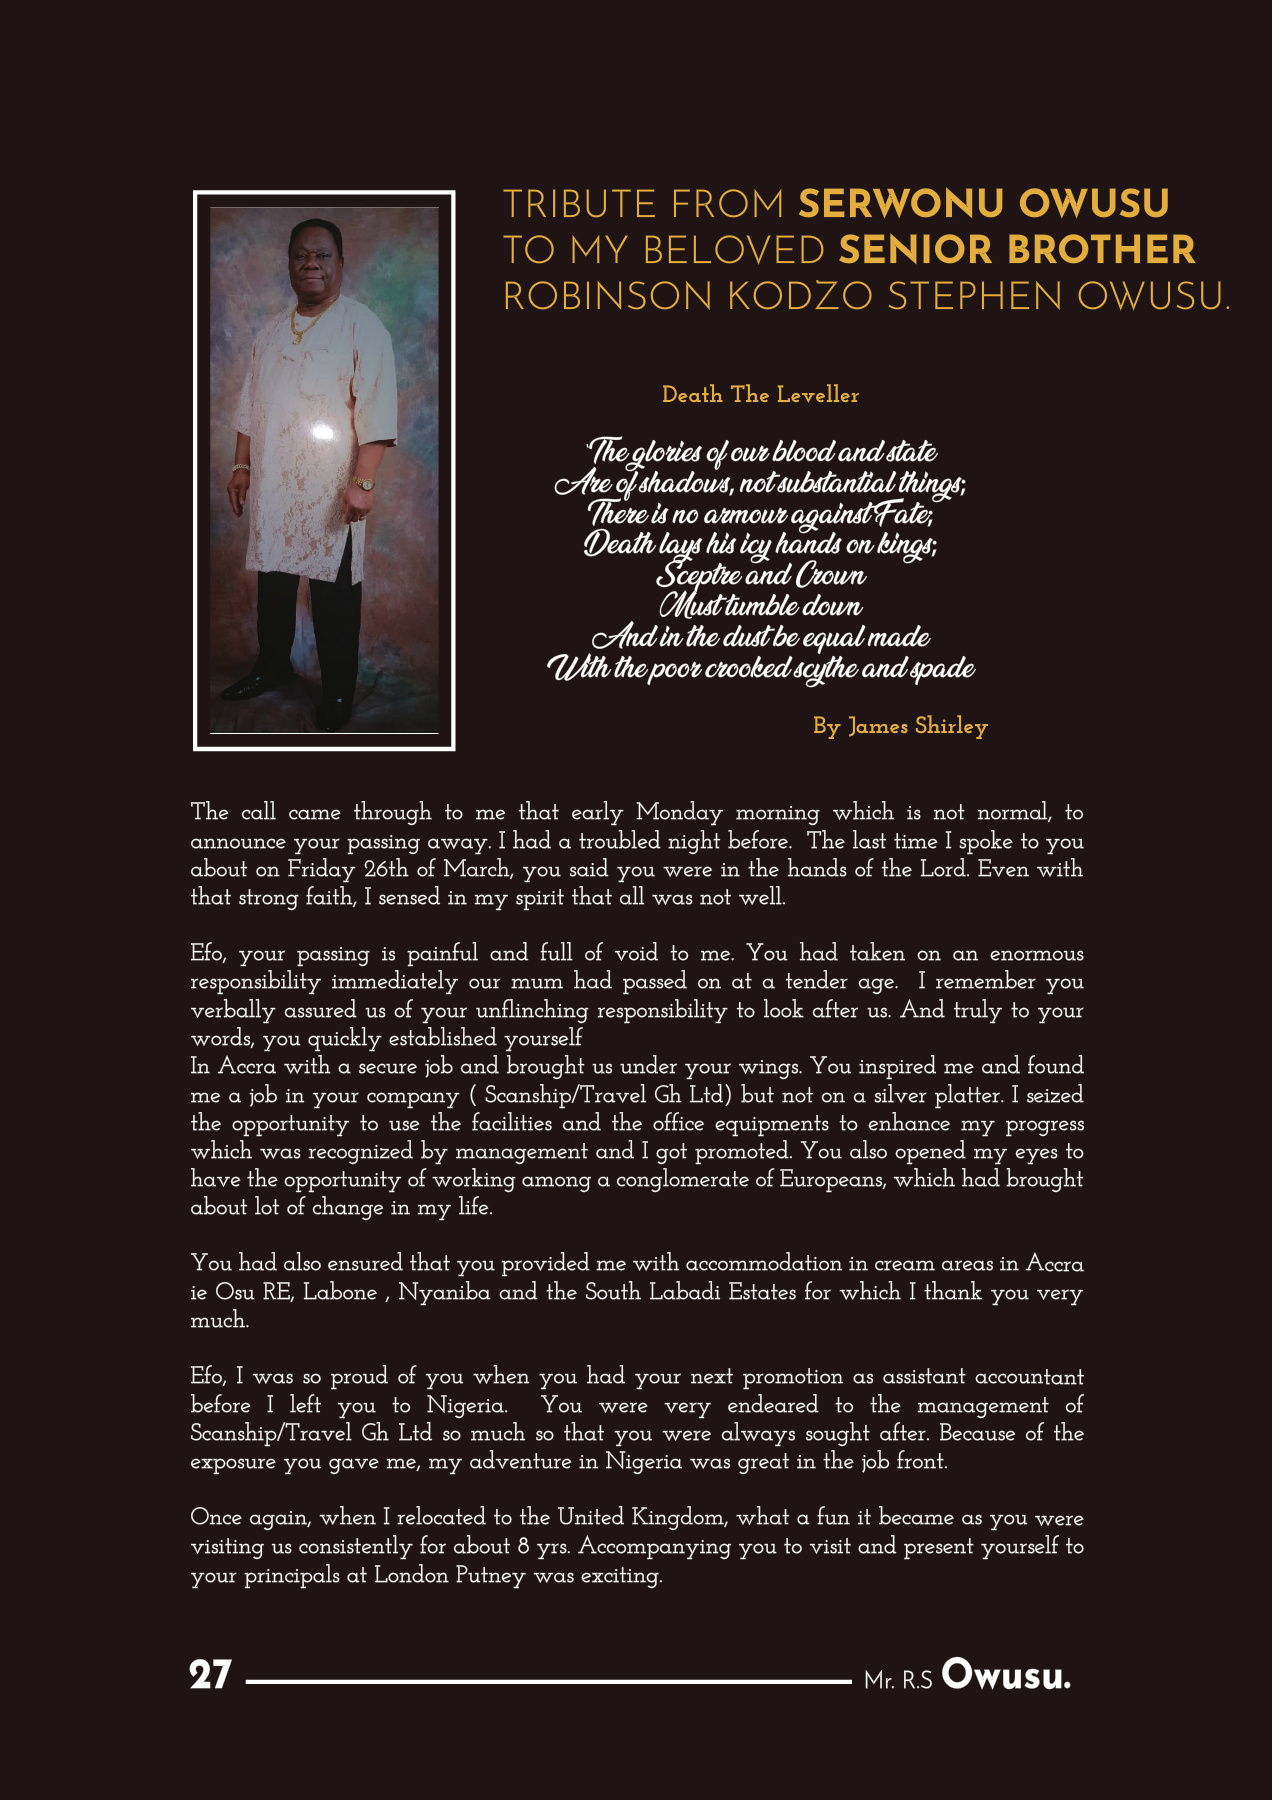 TRIBUTE FROM SERWONU OWUSU
TO MY BELOVED SENIOR BROTHER
ROBINSON KODZO STEPHEN OWUSU.
Death The Leveller
‘The glories of our blood and state
Are of shadows, not substantial things;
There is no armour against Fate;
Death lays his icy hands on kings;
Sceptre and Crown
Must tumble down
And in the dust be equal made
With the poor crooked scythe and spade
By James Shirley
The call came through to me that early Monday morning which is not normal, to
announce your passing away. I had a troubled night before. The last time I spoke to you
about on Friday 26th of March, you said you were in the hands of the Lord. Even with
that strong faith, I sensed in my spirit that all was not well.
Efo, your passing is painful and full of void to me. You had taken on an enormous
responsibility immediately our mum had passed on at a tender age. I remember you
verbally assured us of your unflinching responsibility to look after us. And truly to your
words, you quickly established yourself
In Accra with a secure job and brought us under your wings. You inspired me and found
me a job in your company ( Scanship/Travel Gh Ltd) but not on a silver platter. I seized
the opportunity to use the facilities and the office equipments to enhance my progress
which was recognized by management and I got promoted. You also opened my eyes to
have the opportunity of working among a conglomerate of Europeans, which had brought
about lot of change in my life.
You had also ensured that you provided me with accommodation in cream areas in Accra
ie Osu RE, Labone , Nyaniba and the South Labadi Estates for which I thank you very
much.
Efo, I was so proud of you when you had your next promotion as assistant accountant
before I left you to Nigeria. You were very endeared to the management of
Scanship/Travel Gh Ltd so much so that you were always sought after. Because of the
exposure you gave me, my adventure in Nigeria was great in the job front.
Once again, when I relocated to the United Kingdom, what a fun it became as you were
visiting us consistently for about 8 yrs. Accompanying you to visit and present yourself to
your principals at London Putney was exciting.
27 Mr. R.S Owusu.